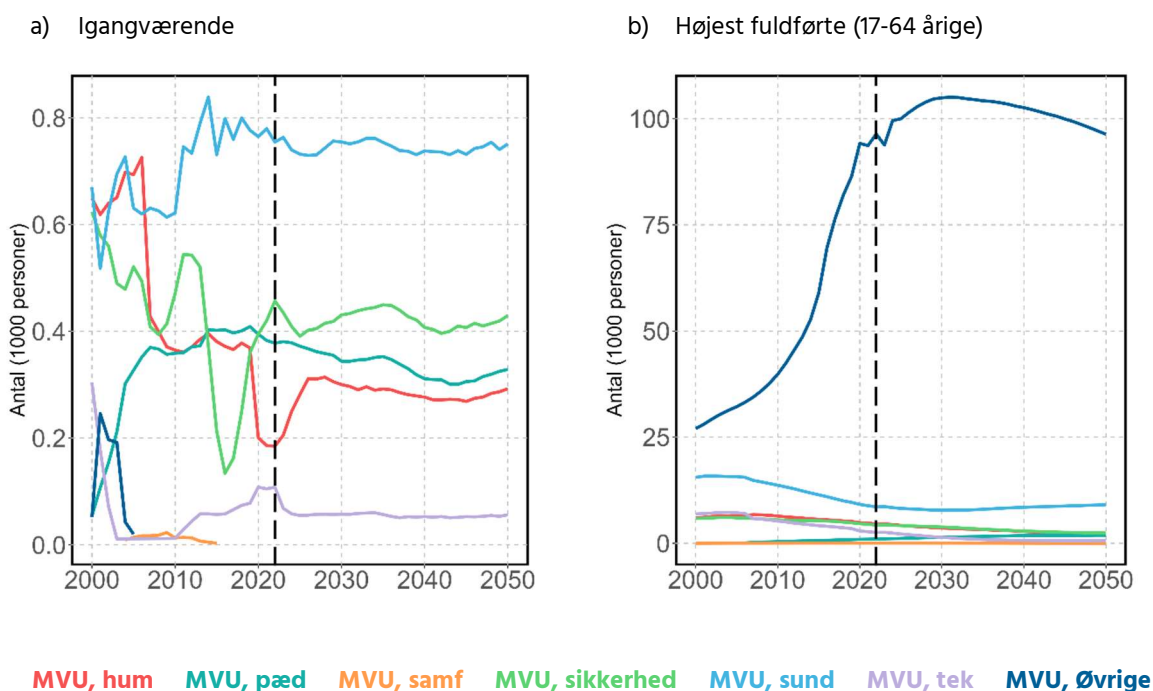 a) Igangværende
b) Højest fuldførte (17-64 årige)
Antal (1000 personer)
0.8
0.6
0.4
0.2
0.0
2000 2010 2020 2030 2040 2050
Antal (1000 personer)
100
75
50
25
0
2000 2010 2020 2030 2040 2050
MVU, hum MVU, pæd MVU, samf MVU, sikkerhed MVU, sund MVU, tek MVU, Øvrige